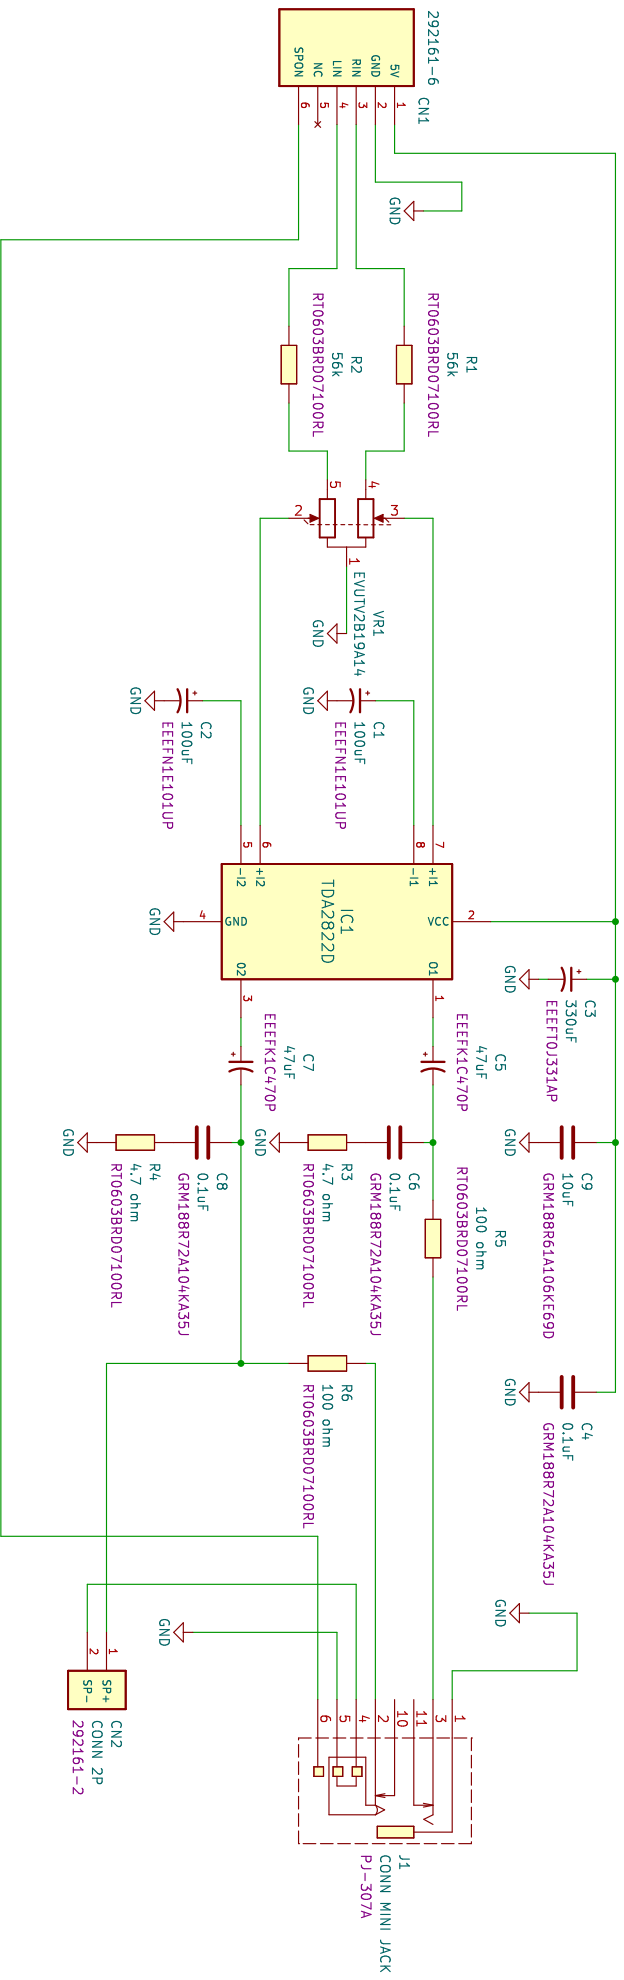 292161-6
CN1
5V
GND
RIN
LIN
NC
SPON
1
2
3
4
5
6
GND
R1
56k
RT0603BRD07100RL
R2
56k
RT0603BRD07100RL
4
5
3
2
1
VR1
EVUTV2B19A14
GND
C1
100uF
EEEFN1E101UP
GND
C2
100uF
EEEFN1E101UP
GND
7
8
6
5
+I1
-I1
+I2
-I2
IC1
TDA2822D
VCC
2
GND
4
GND
O1
O2
1
3
C3
330uF
EEEFT0J331AP
GND
C5
47uF
EEEFK1C470P
C7
47uF
EEEFK1C470P
C9
10uF
GRM188R61A106KE69D
GND
C6
0.1uF
GRM188R72A104KA35J
R3
4.7 ohm
RT0603BRD07100RL
GND
C8
0.1uF
GRM188R72A104KA35J
R4
4.7 ohm
RT0603BRD07100RL
GND
R5
100 ohm
RT0603BRD07100RL
C4
0.1uF
GRM188R72A104KA35J
GND
R6
100 ohm
RT0603BRD07100RL
GND
GND
1
2
SP+
SP-
CN2
CONN 2P
292161-2
1
3
11
10
2
4
5
6
J1
CONN MINI JACK
PJ-307A